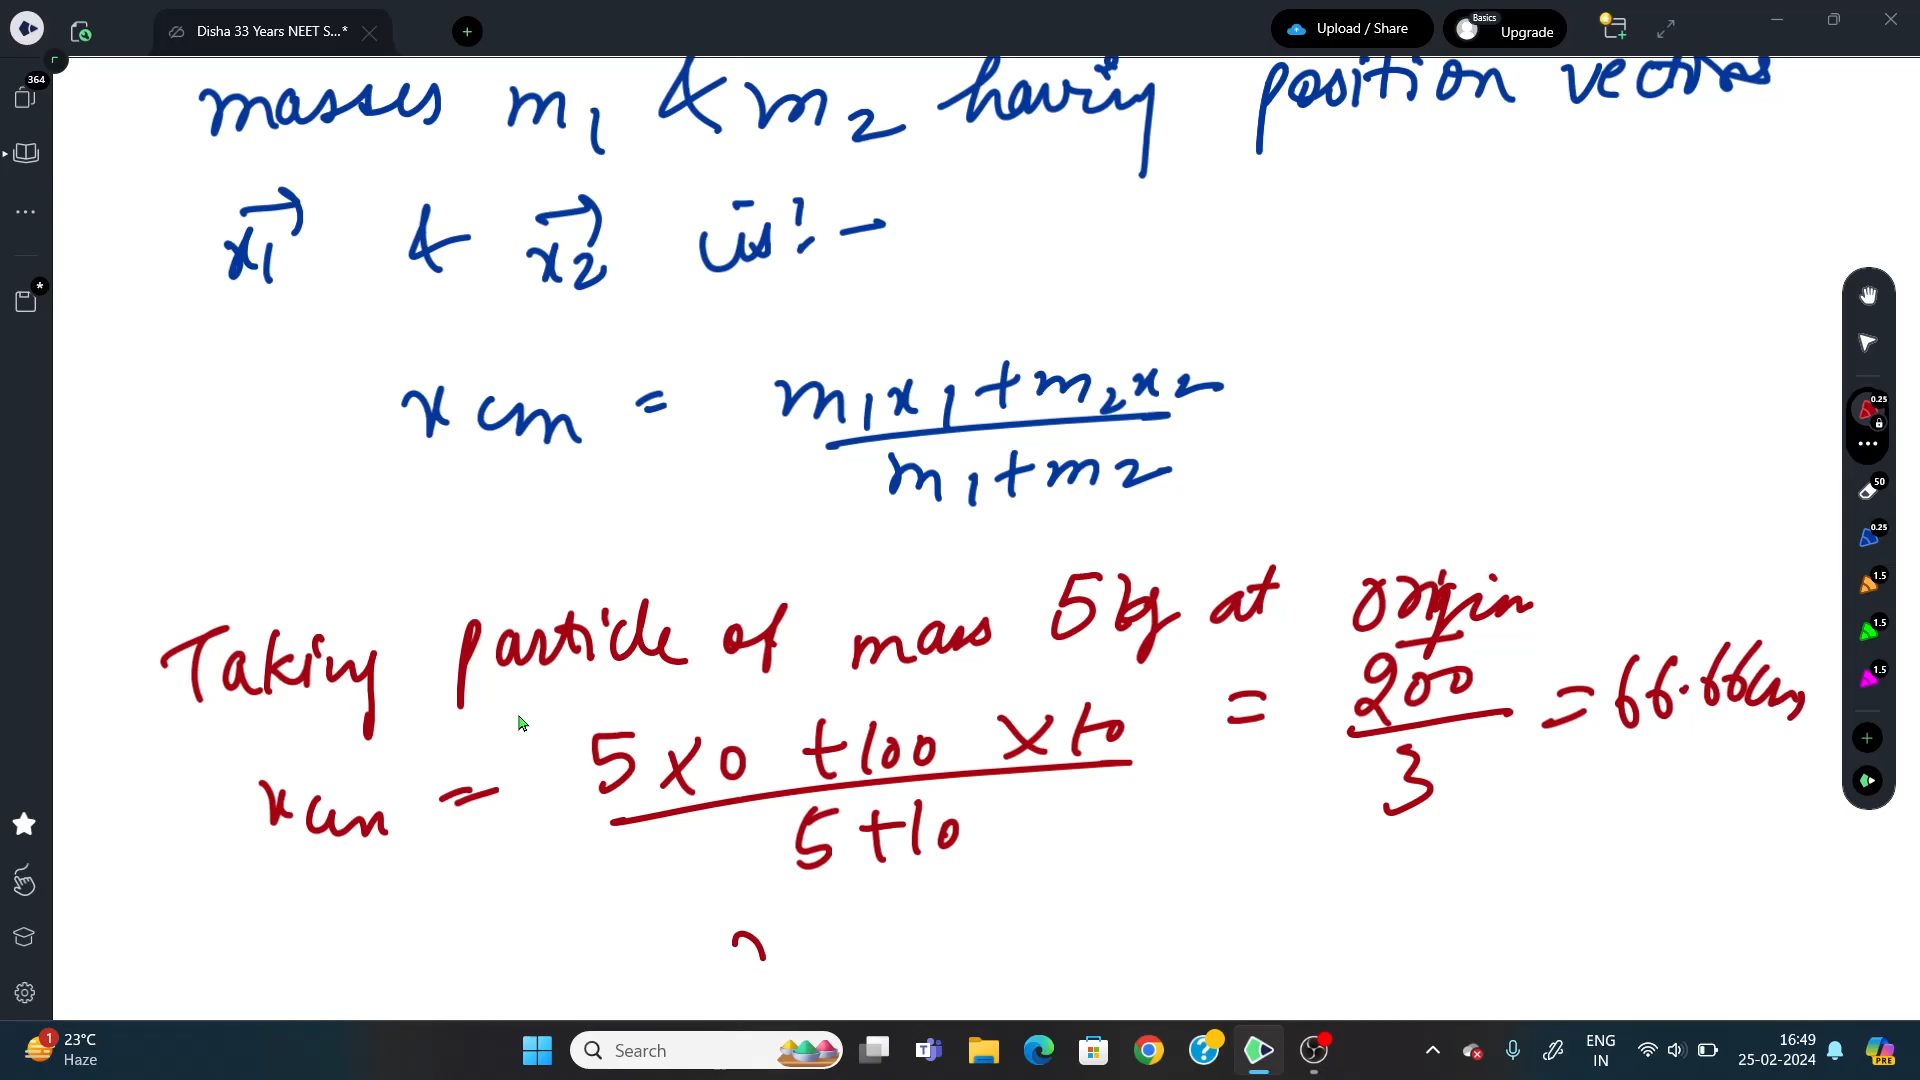 Disha 33 Years NEET S...*
Upload / Share
Basics
Upgrade
364
masses m1 & m2 having position vectors
x1 & x2 is :-
xcm = m1x1+m2x2
m1+m2
Taking particle of mass 5kg at origin
xcm = 5×0 +100 ×10 = 200 = 66.66cm
5+10 3
0.25
50
0.25
1.5
1.5
1.5
1
23°C
Haze
Search
PRE
ENG
IN
16:49
25-02-2024